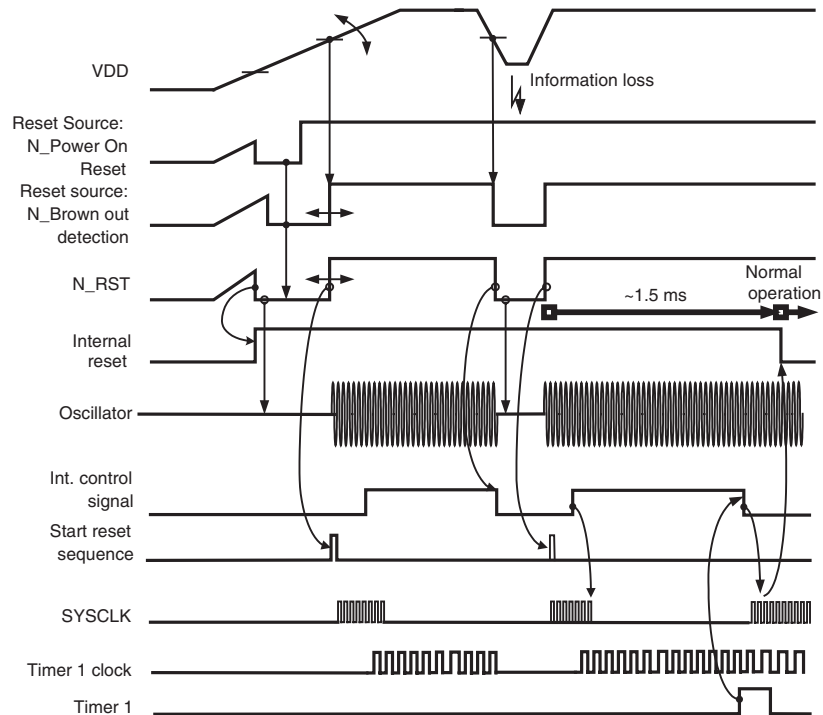 VDD
Information loss
Reset Source:
N_Power On
Reset
Reset source:
N_Brown out
detection
N_RST
Normal
operation
~1.5 ms
Internal
reset
Oscillator
Int. control
signal
Start reset
sequence
SYSCLK
Timer 1 clock
Timer 1